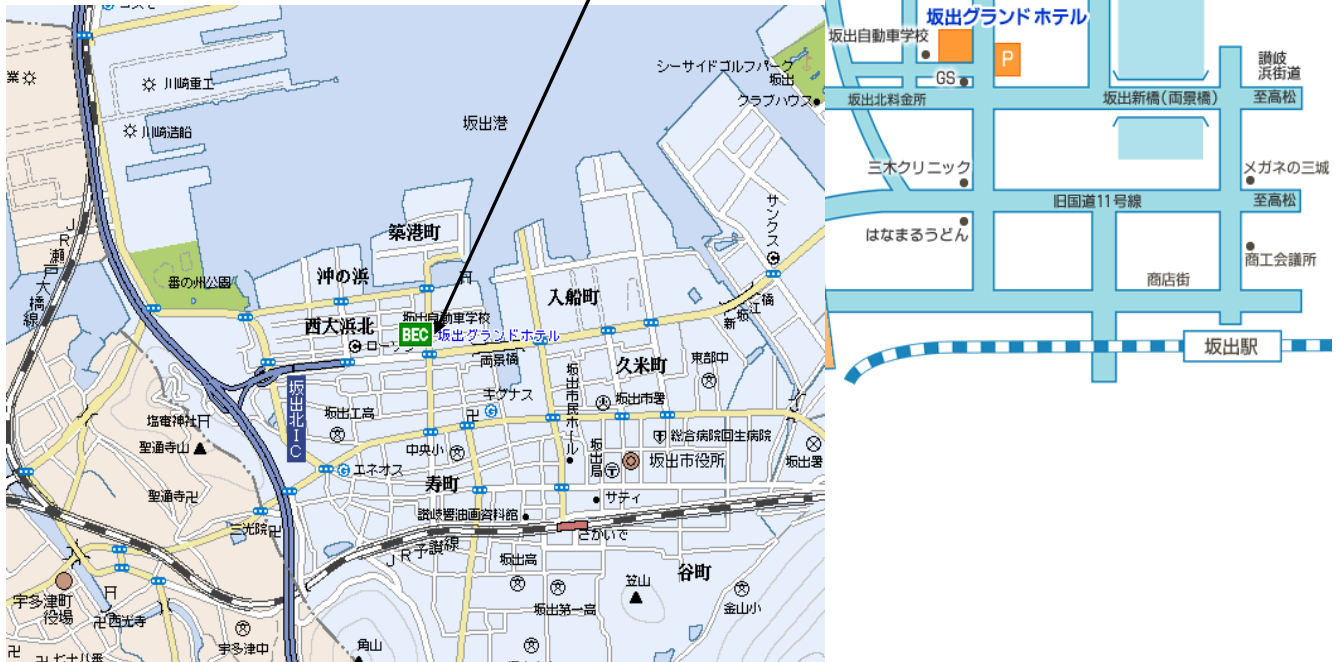 川崎重工
川崎造船
坂出港
シーサイドゴルフパーク
坂出
クラブハウス
サンクス
築港町
沖の浜
番の州公園
入船町
JR瀬戸大橋線
西大浜北
坂出自動車学校
BEC
坂出グランドホテル
新坂出江橋
両景橋
久米町
東部中
坂出北IC
坂出市民ホール
キグナス
坂出工高
坂出市署
塩竈神社
聖通寺山
中央小
総合病院回生病院
坂出局
坂出市役所
坂出署
エネオス
寿町
聖通寺
サティ
讃岐醤油画資料館
三光院
さかいで
JR予讃線
坂出高
谷町
笠山
宇多津町
役場
坂出第一高
金山小
西光寺
宇多津中
角山
七十八番
坂出グランドホテル
坂出自動車学校
P
GS
讃岐
浜街道
坂出北料金所
坂出新橋(両景橋)
至高松
三木クリニック
メガネの三城
旧国道11号線
至高松
はなまるうどん
商工会議所
商店街
坂出駅